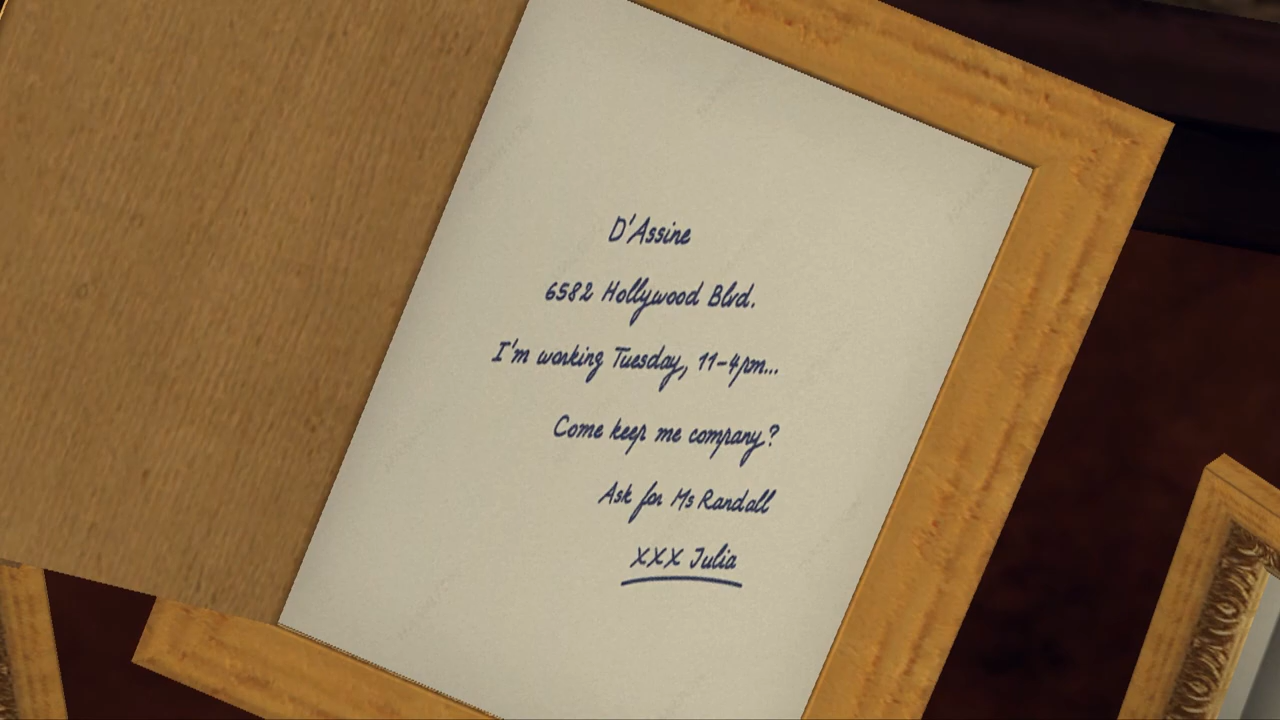 D'Assine
6582 Hollywood Blvd.
I'm working Tuesday, 11-4pm...
Come keep me company?
Ask for Ms Randall
XXX Julia